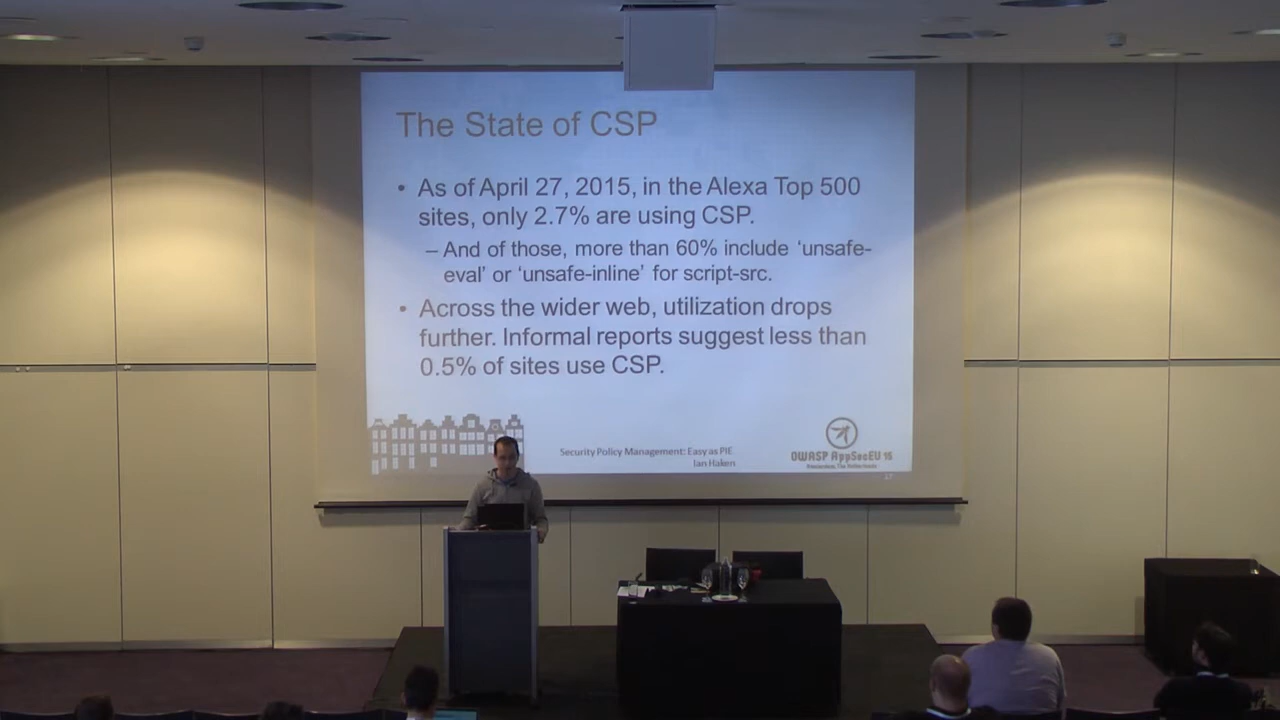 The State of CSP
• As of April 27, 2015, in the Alexa Top 500
sites, only 2.7% are using CSP.
– And of those, more than 60% include ‘unsafe-
eval’ or ‘unsafe-inline’ for script-src.
• Across the wider web, utilization drops
further. Informal reports suggest less than
0.5% of sites use CSP.
Security Policy Management: Easy as PIE
Ian Haken
OWASP AppSecEU 15
Amsterdam, The Netherlands